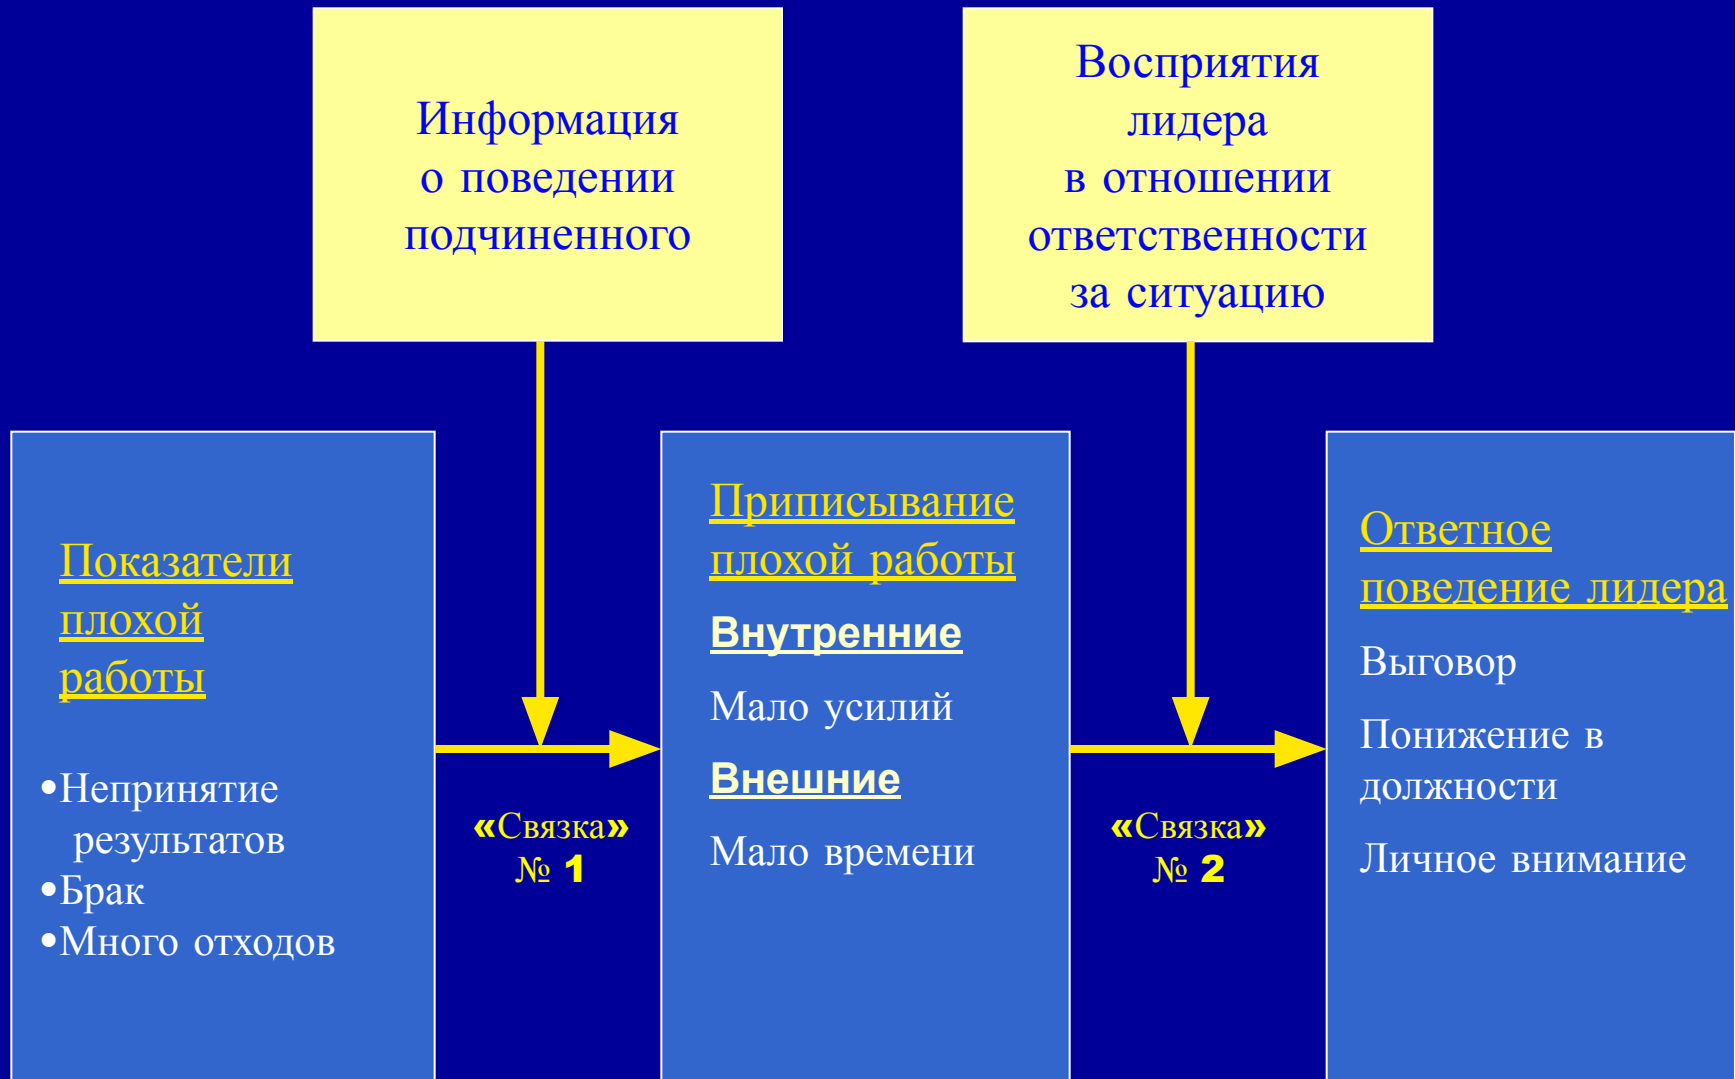 Информация
о поведении
подчиненного
Восприятия
лидера
в отношении
ответственности
за ситуацию
Показатели
плохой
работы
•Непринятие
результатов
•Брак
•Много отходов
«Связка»
№ 1
Приписывание
плохой работы
Внутренние
Мало усилий
Внешние
Мало времени
«Связка»
№ 2
Ответное
поведение лидера
Выговор
Понижение в
должности
Личное внимание